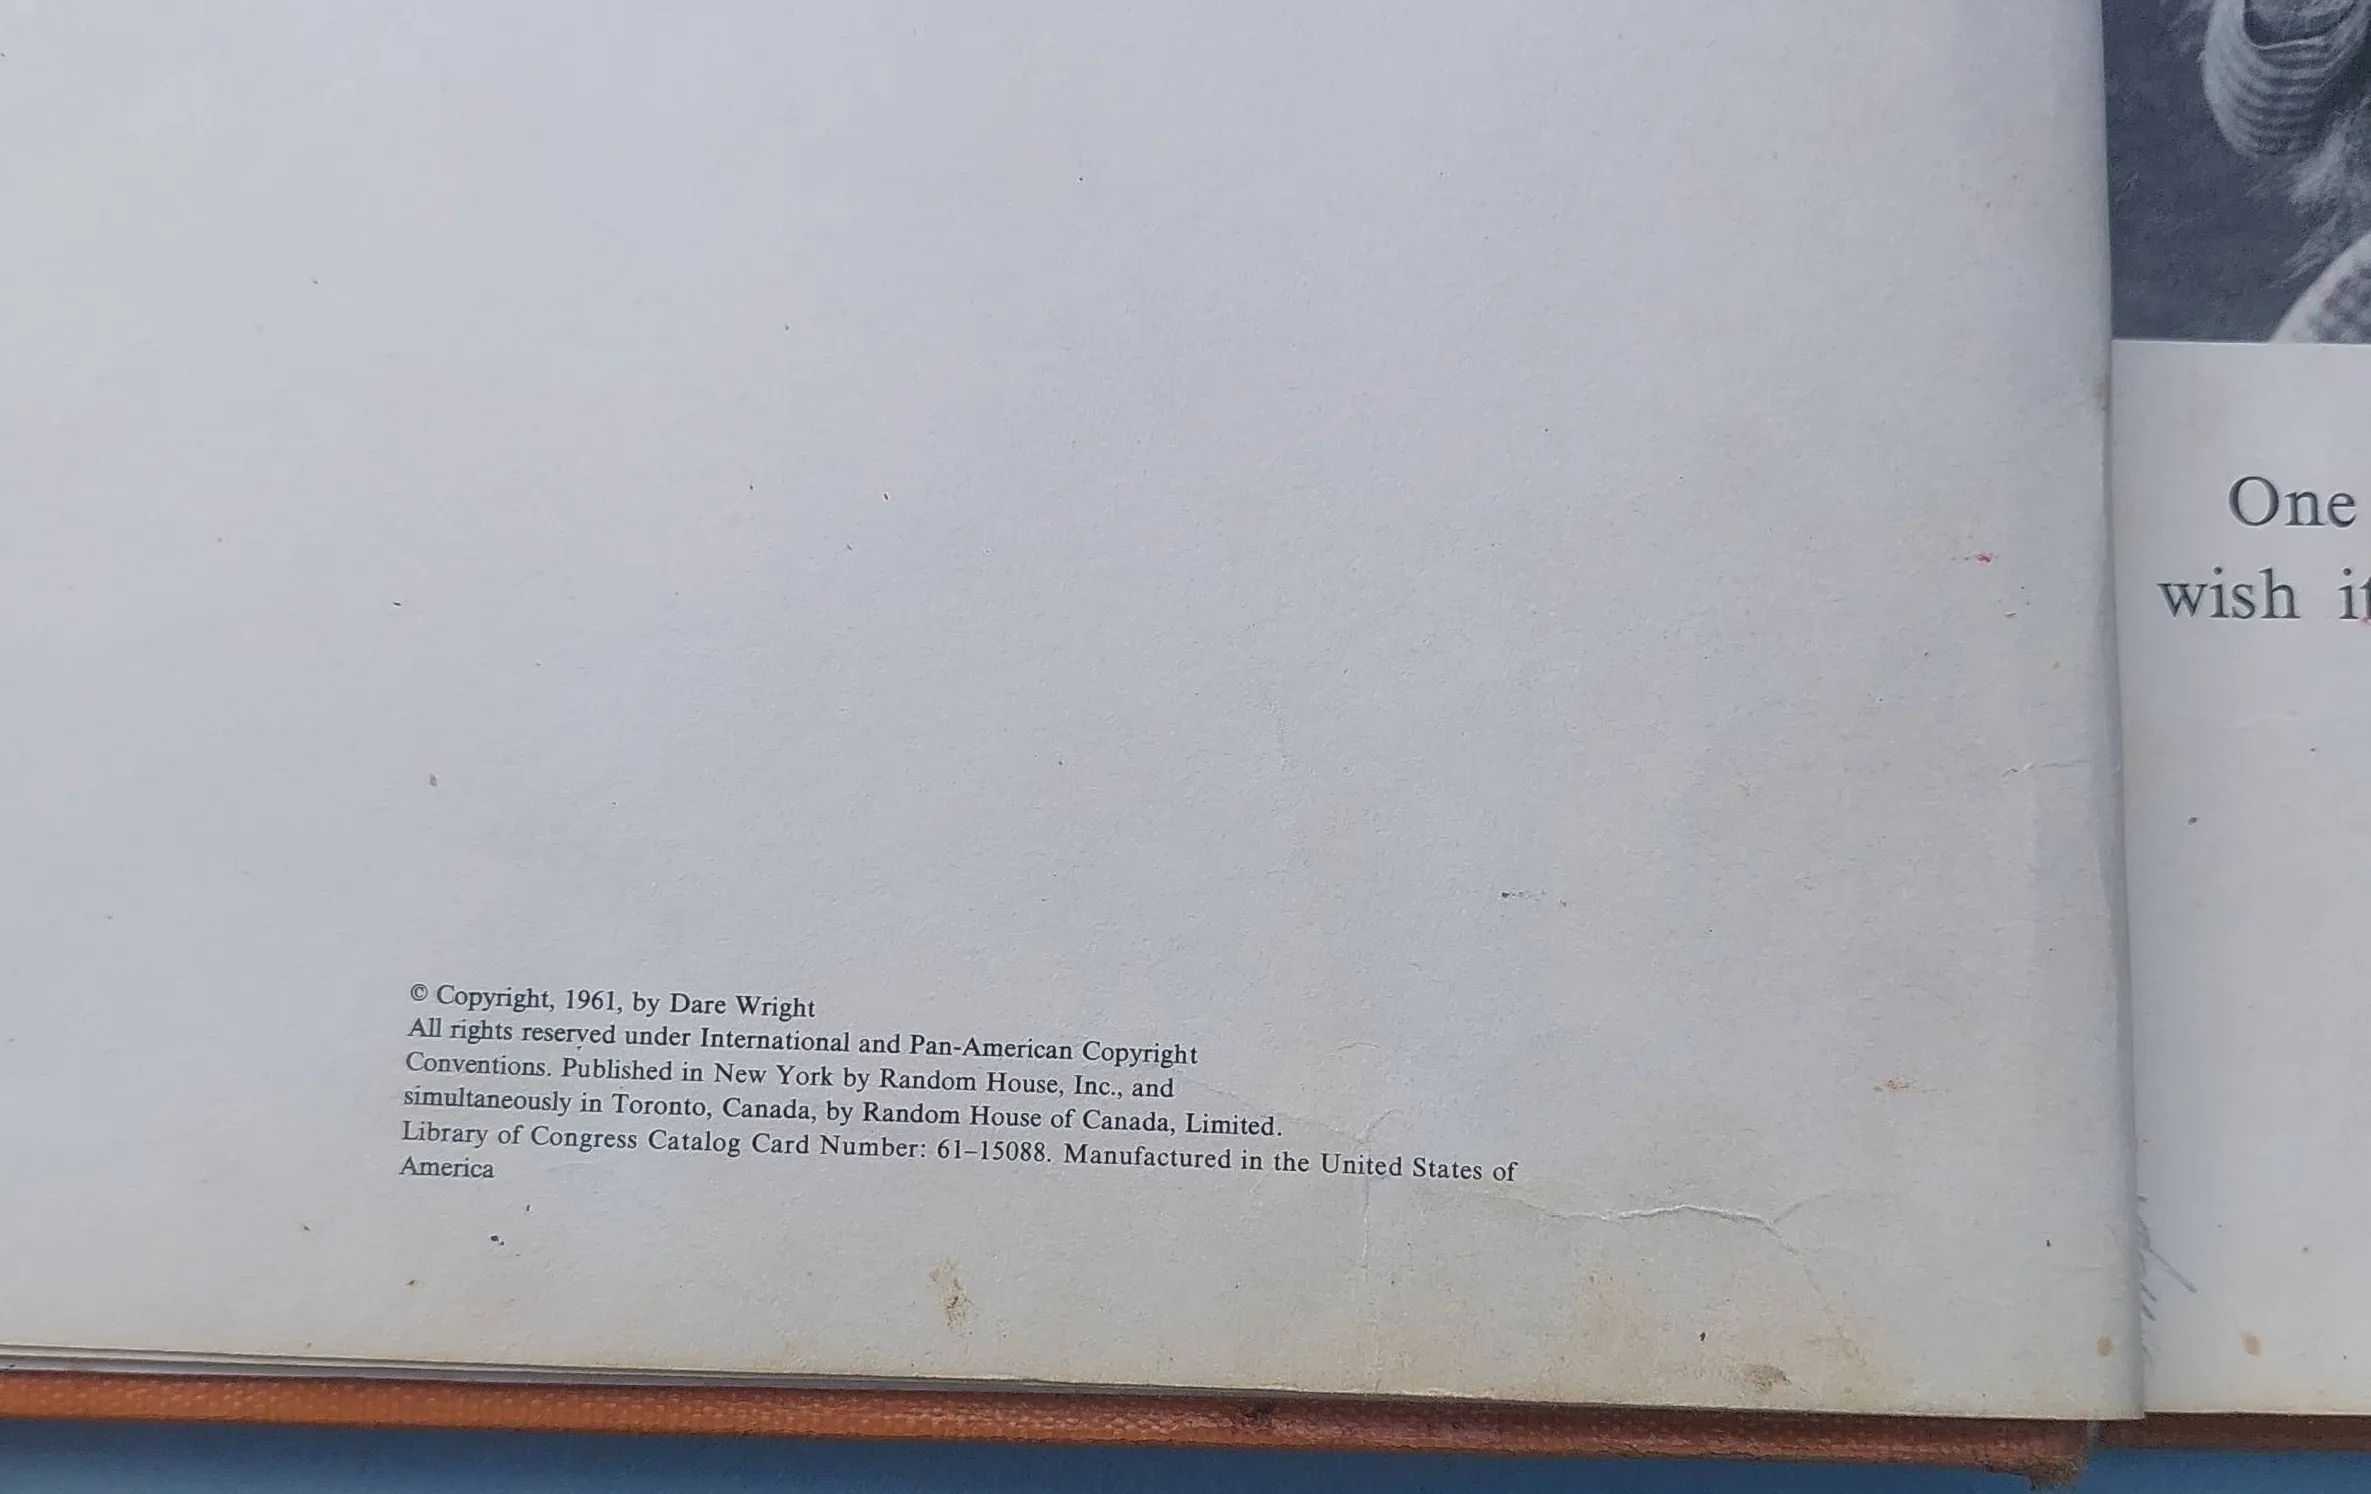 © Copyright, 1961, by Dare Wright
All rights reserved under International and Pan-American Copyright
Conventions. Published in New York by Random House, Inc., and
simultaneously in Toronto, Canada, by Random House of Canada, Limited.
Library of Congress Catalog Card Number: 61–15088. Manufactured in the United States of
America
One
wish